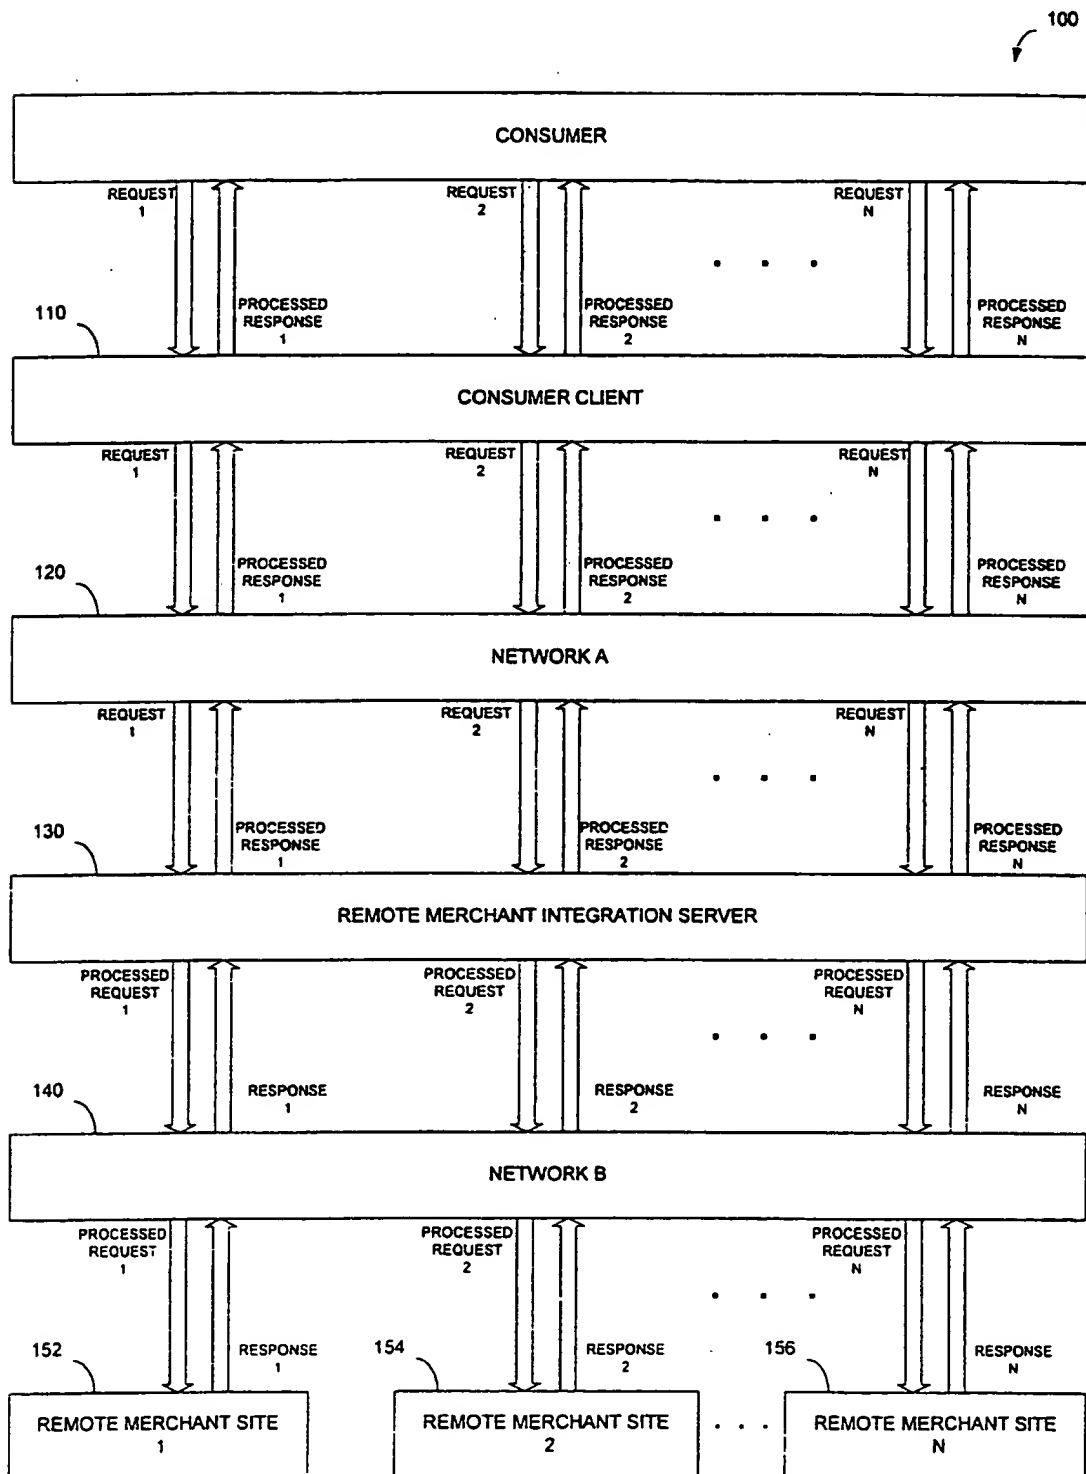 100
CONSUMER
REQUEST
1
REQUEST
2
REQUEST
N
. . .
110
PROCESSED
RESPONSE
1
PROCESSED
RESPONSE
2
PROCESSED
RESPONSE
N
CONSUMER CLIENT
REQUEST
1
REQUEST
2
REQUEST
N
. . .
120
PROCESSED
RESPONSE
1
PROCESSED
RESPONSE
2
PROCESSED
RESPONSE
N
NETWORK A
REQUEST
1
REQUEST
2
REQUEST
N
. . .
130
PROCESSED
RESPONSE
1
PROCESSED
RESPONSE
2
PROCESSED
RESPONSE
N
REMOTE MERCHANT INTEGRATION SERVER
PROCESSED
REQUEST
1
PROCESSED
REQUEST
2
PROCESSED
REQUEST
N
. . .
140
RESPONSE
1
RESPONSE
2
RESPONSE
N
NETWORK B
PROCESSED
REQUEST
1
PROCESSED
REQUEST
2
PROCESSED
REQUEST
N
. . .
152
RESPONSE
1
154
RESPONSE
2
156
RESPONSE
N
REMOTE MERCHANT SITE
1
REMOTE MERCHANT SITE
2
. . .
REMOTE MERCHANT SITE
N